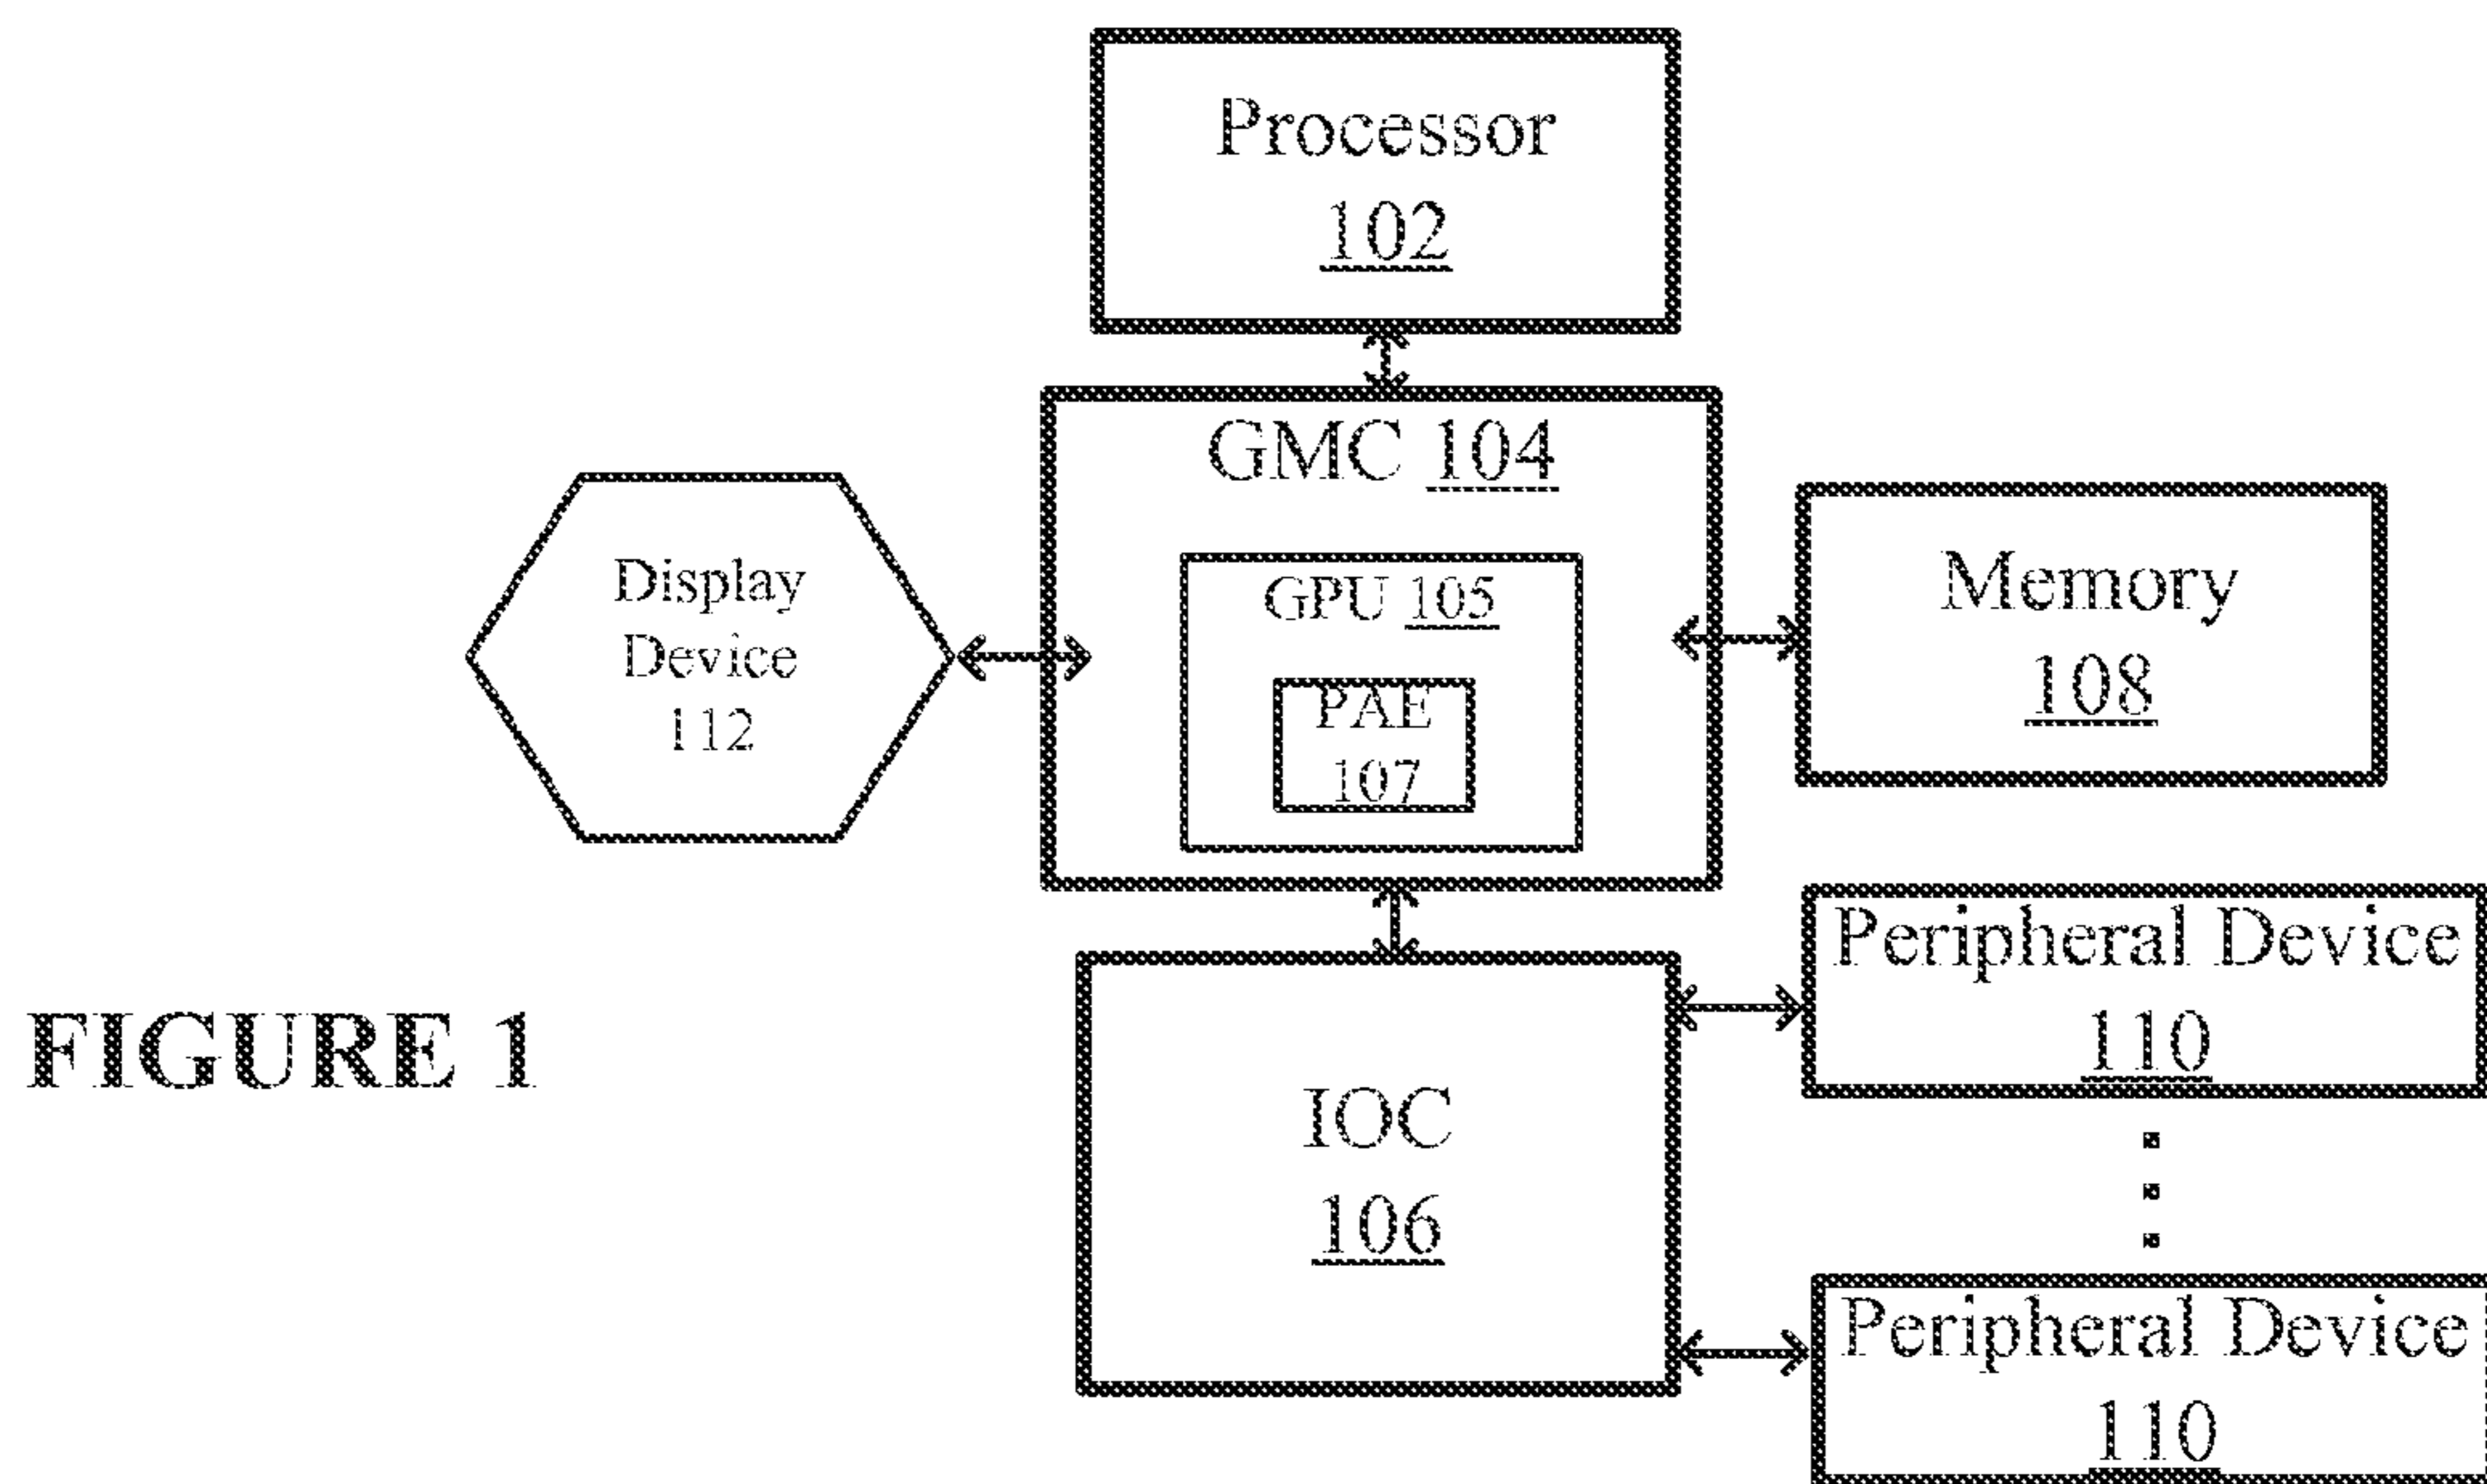 Processor
102
GMC 104
GPU 105
PAE
107
Display
Device
112
Memory
108
IOC
106
Peripheral Device
110
Peripheral Device
110
FIGURE 1